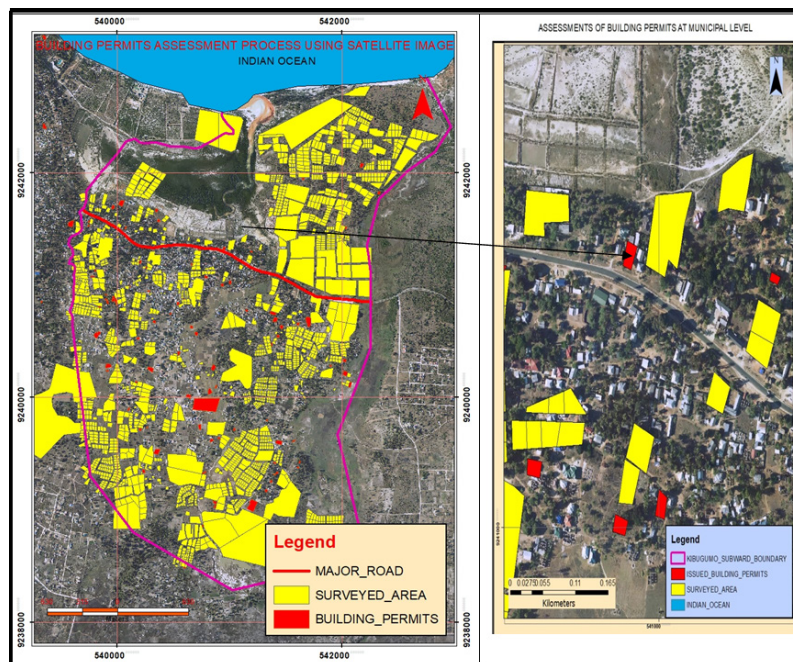 540000
542000
BUILDING PERMITS ASSESSMENT PROCESS USING SATELLITE IMAGE
INDIAN OCEAN
9242000
9242000
9240000
9240000
9238000
9238000
Legend
MAJOR_ROAD
SURVEYED_AREA
BUILDING_PERMITS
540000
542000
ASSESSMENTS OF BUILDING PERMITS AT MUNICIPAL LEVEL
N
Legend
KIBUGUMO_SUBWARD_BOUNDARY
ISSUED_BUILDING_PERMITS
SURVEYED_AREA
INDIAN_OCEAN
0 0.0275 0.055 0.11 0.165
Kilometers
541000